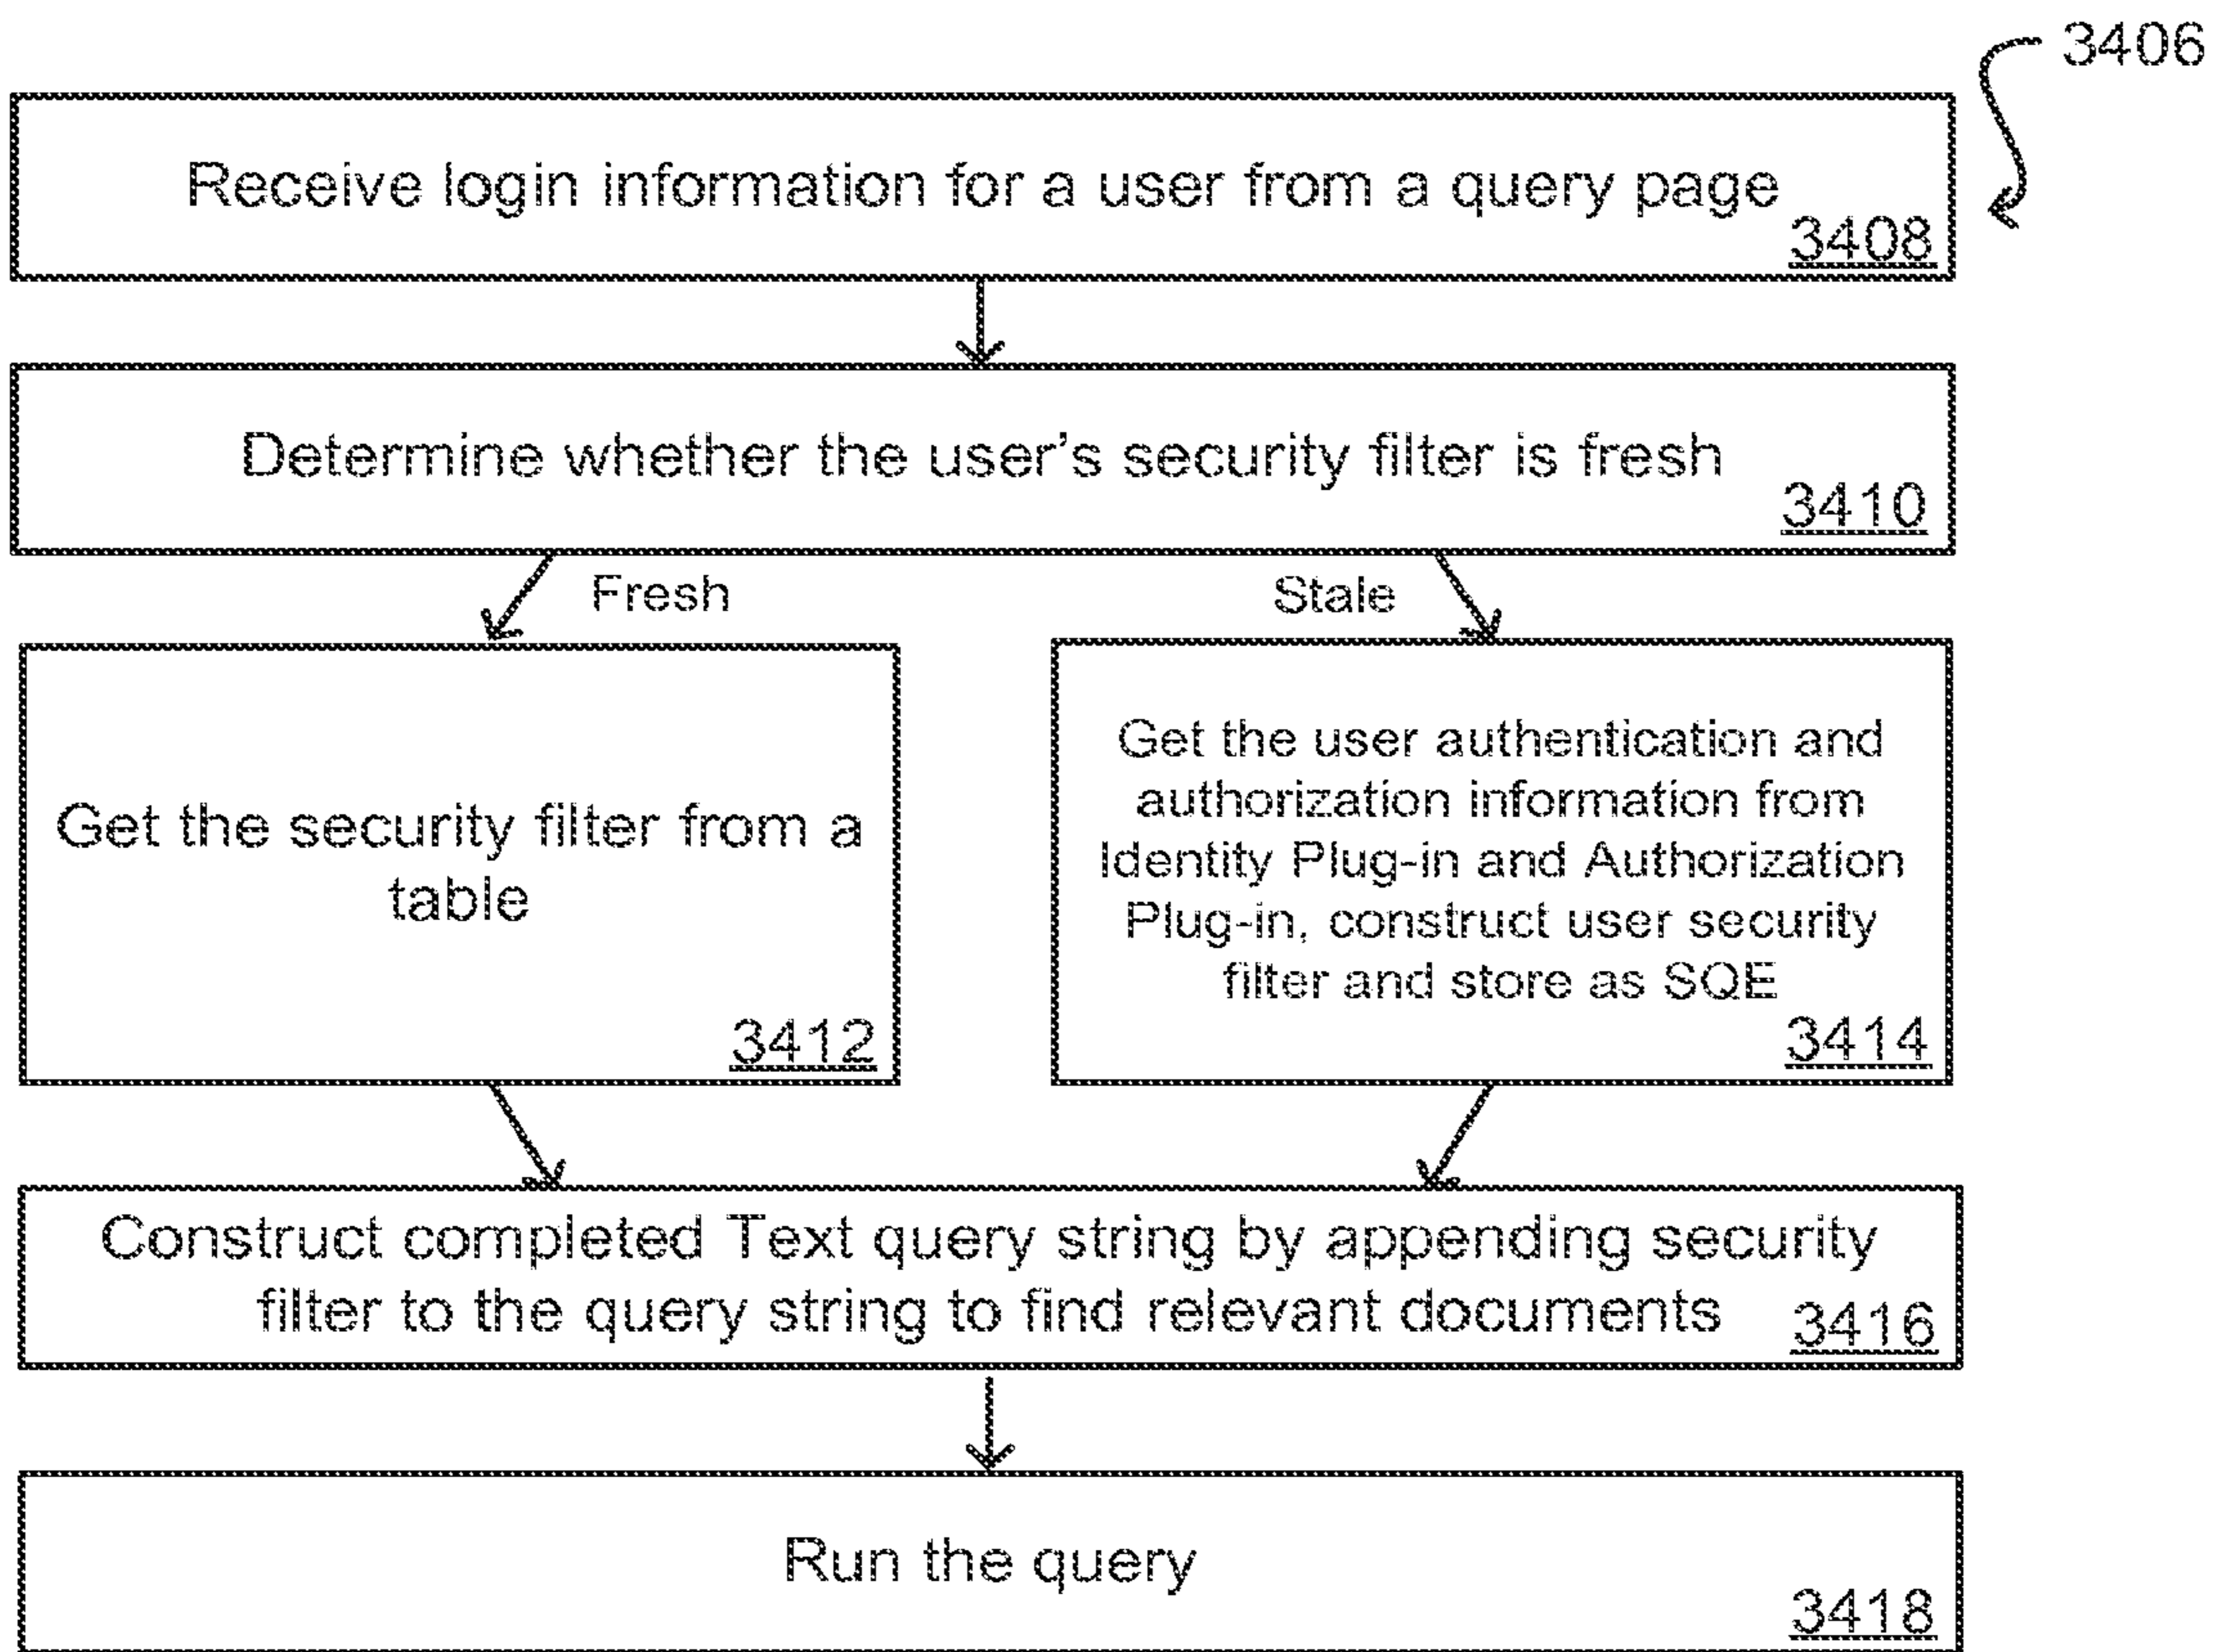 3406
Receive login information for a user from a query page
3408
Determine whether the user's security filter is fresh
3410
Fresh
Stale
Get the security filter from a
table
3412
Get the user authentication and
authorization information from
Identity Plug-in and Authorization
Plug-in, construct user security
filter and store as SQE
3414
Construct completed Text query string by appending security
filter to the query string to find relevant documents
3416
Run the query
3418